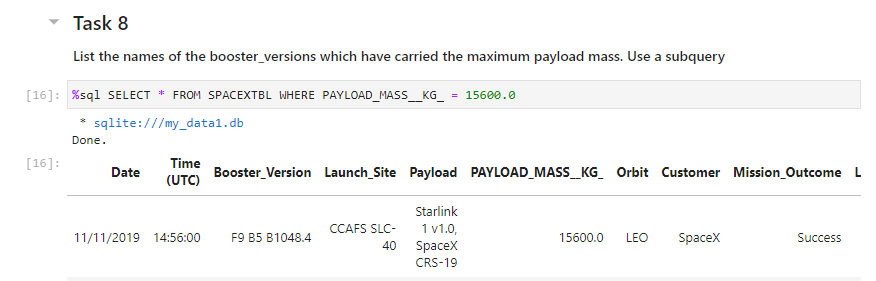 Task 8
List the names of the booster_versions which have carried the maximum payload mass. Use a subquery
[16]: %sql SELECT * FROM SPACEXTBL WHERE PAYLOAD_MASS__KG_ = 15600.0
* sqlite:///my_data1.db
Done.
[16]:
Date Time (UTC) Booster_Version Launch_Site Payload PAYLOAD_MASS__KG_ Orbit Customer Mission_Outcome L
11/11/2019 14:56:00 F9 B5 B1048.4 CCAFS SLC-40 Starlink 1 v1.0, SpaceX CRS-19 15600.0 LEO SpaceX Success